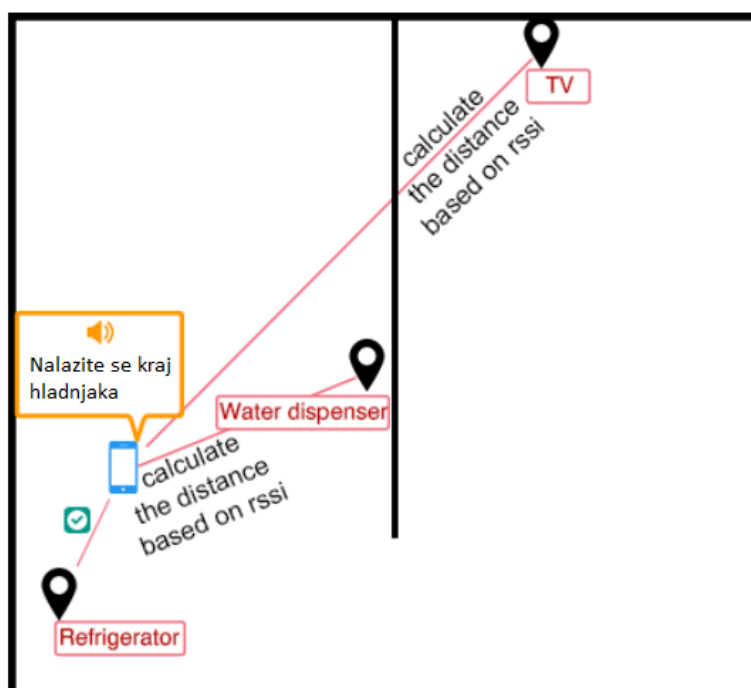 TV
calculate
the distance
based on rssi
Nalazite se kraj
hladnjaka
Water dispenser
calculate
the distance
based on rssi
Refrigerator